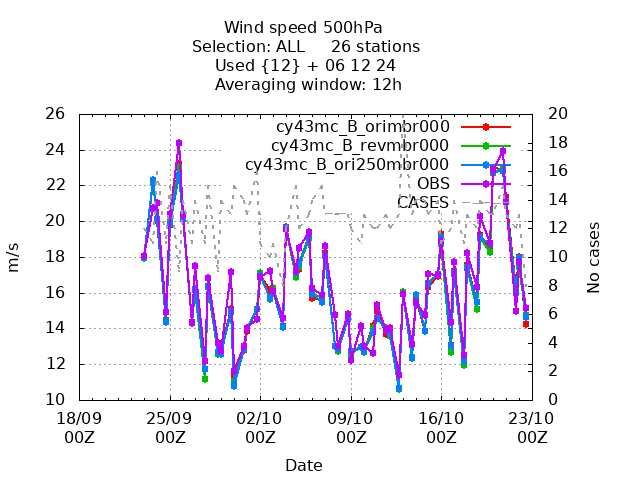 Wind speed 500hPa
Selection: ALL     26 stations
Used {12} + 06 12 24
Averaging window: 12h
26
24
22
20
18
16
14
12
10
m/s
20
18
16
14
12
10
8
6
4
2
0
No cases
cy43mc_B_orimbr000
cy43mc_B_revmbr000
cy43mc_B_ori250mbr000
OBS
CASES
18/09 25/09 02/10 09/10 16/10 23/10
00Z 00Z 00Z 00Z 00Z 00Z
Date